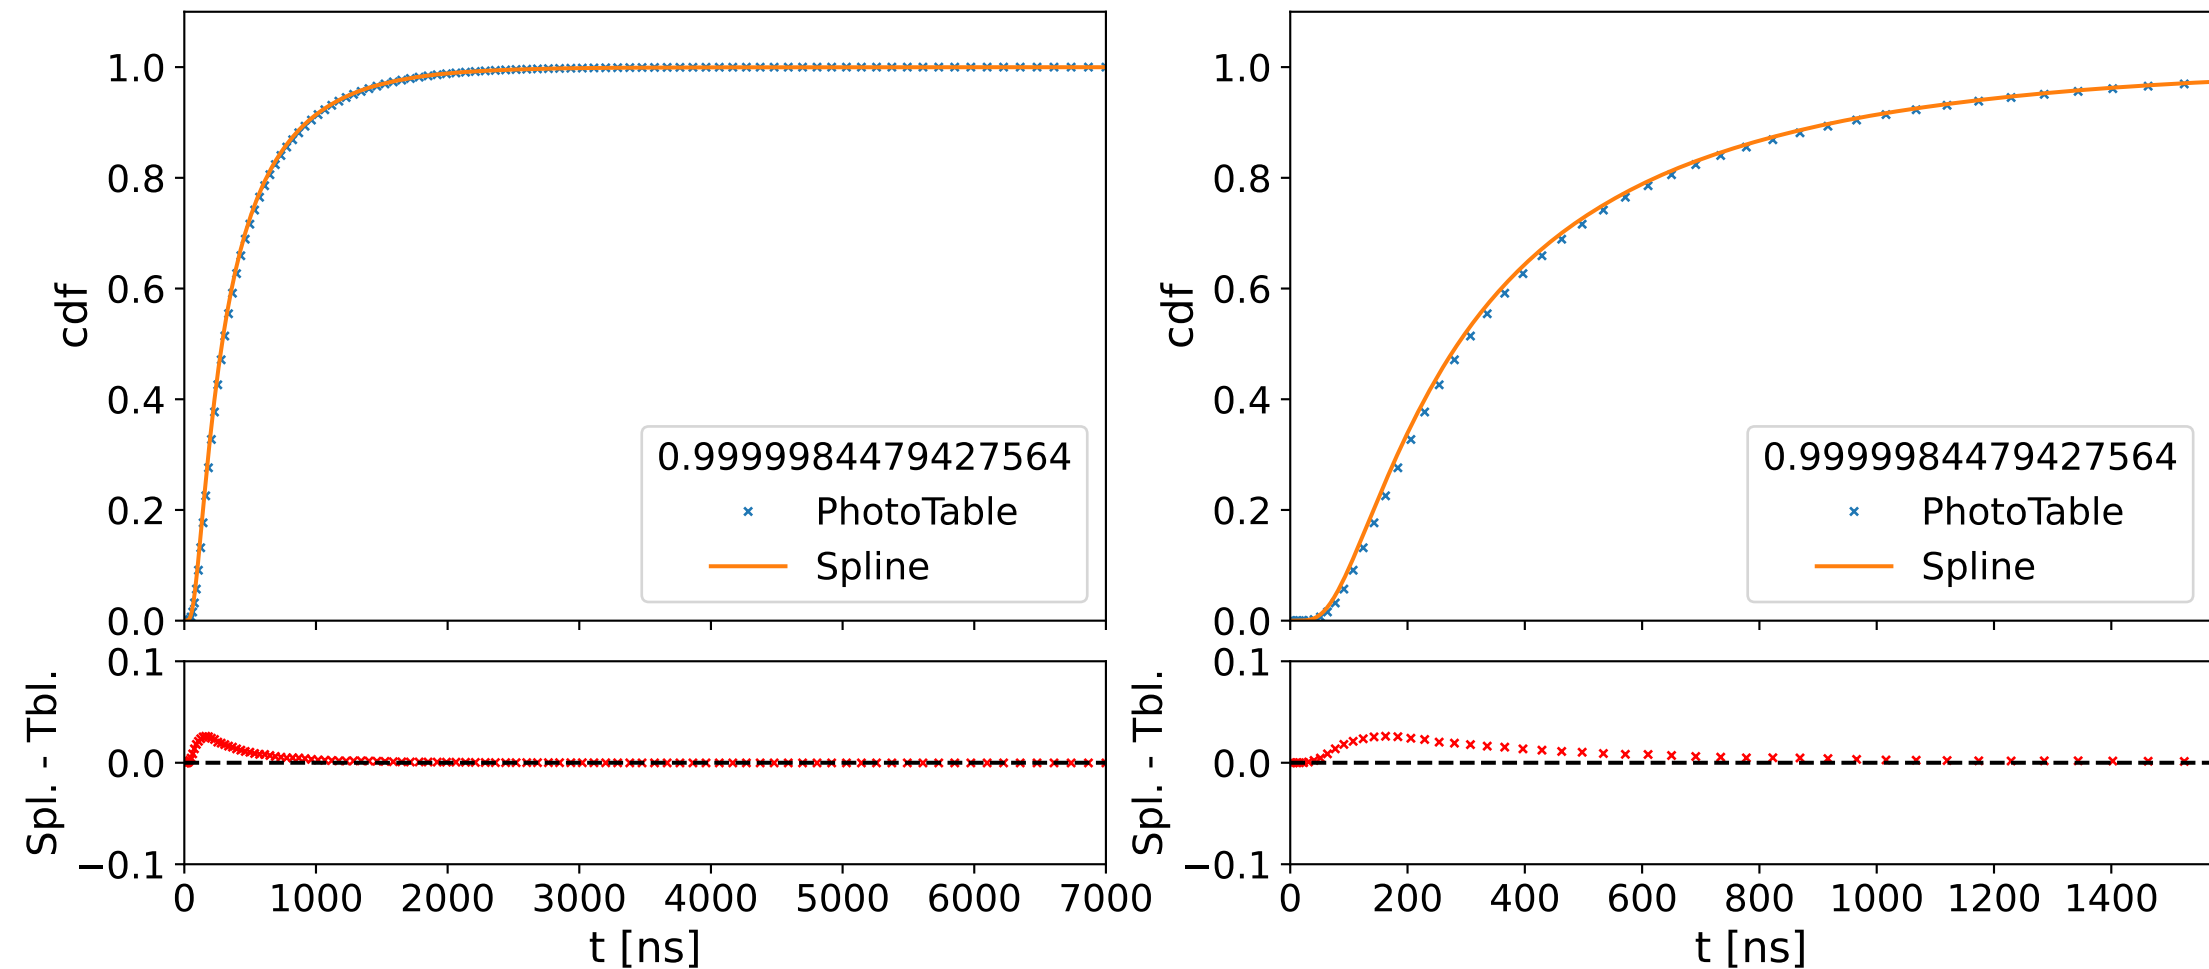 1.0
0.8
0.6
0.4
0.2
0.0
cdf
0.9999984479427564
PhotoTable
Spline
0.1
0.0
−0.1
Spl. - Tbl.
0 1000 2000 3000 4000 5000 6000 7000
t [ns]
1.0
0.8
0.6
0.4
0.2
0.0
cdf
0.9999984479427564
PhotoTable
Spline
0.1
0.0
−0.1
Spl. - Tbl.
0 200 400 600 800 1000 1200 1400
t [ns]